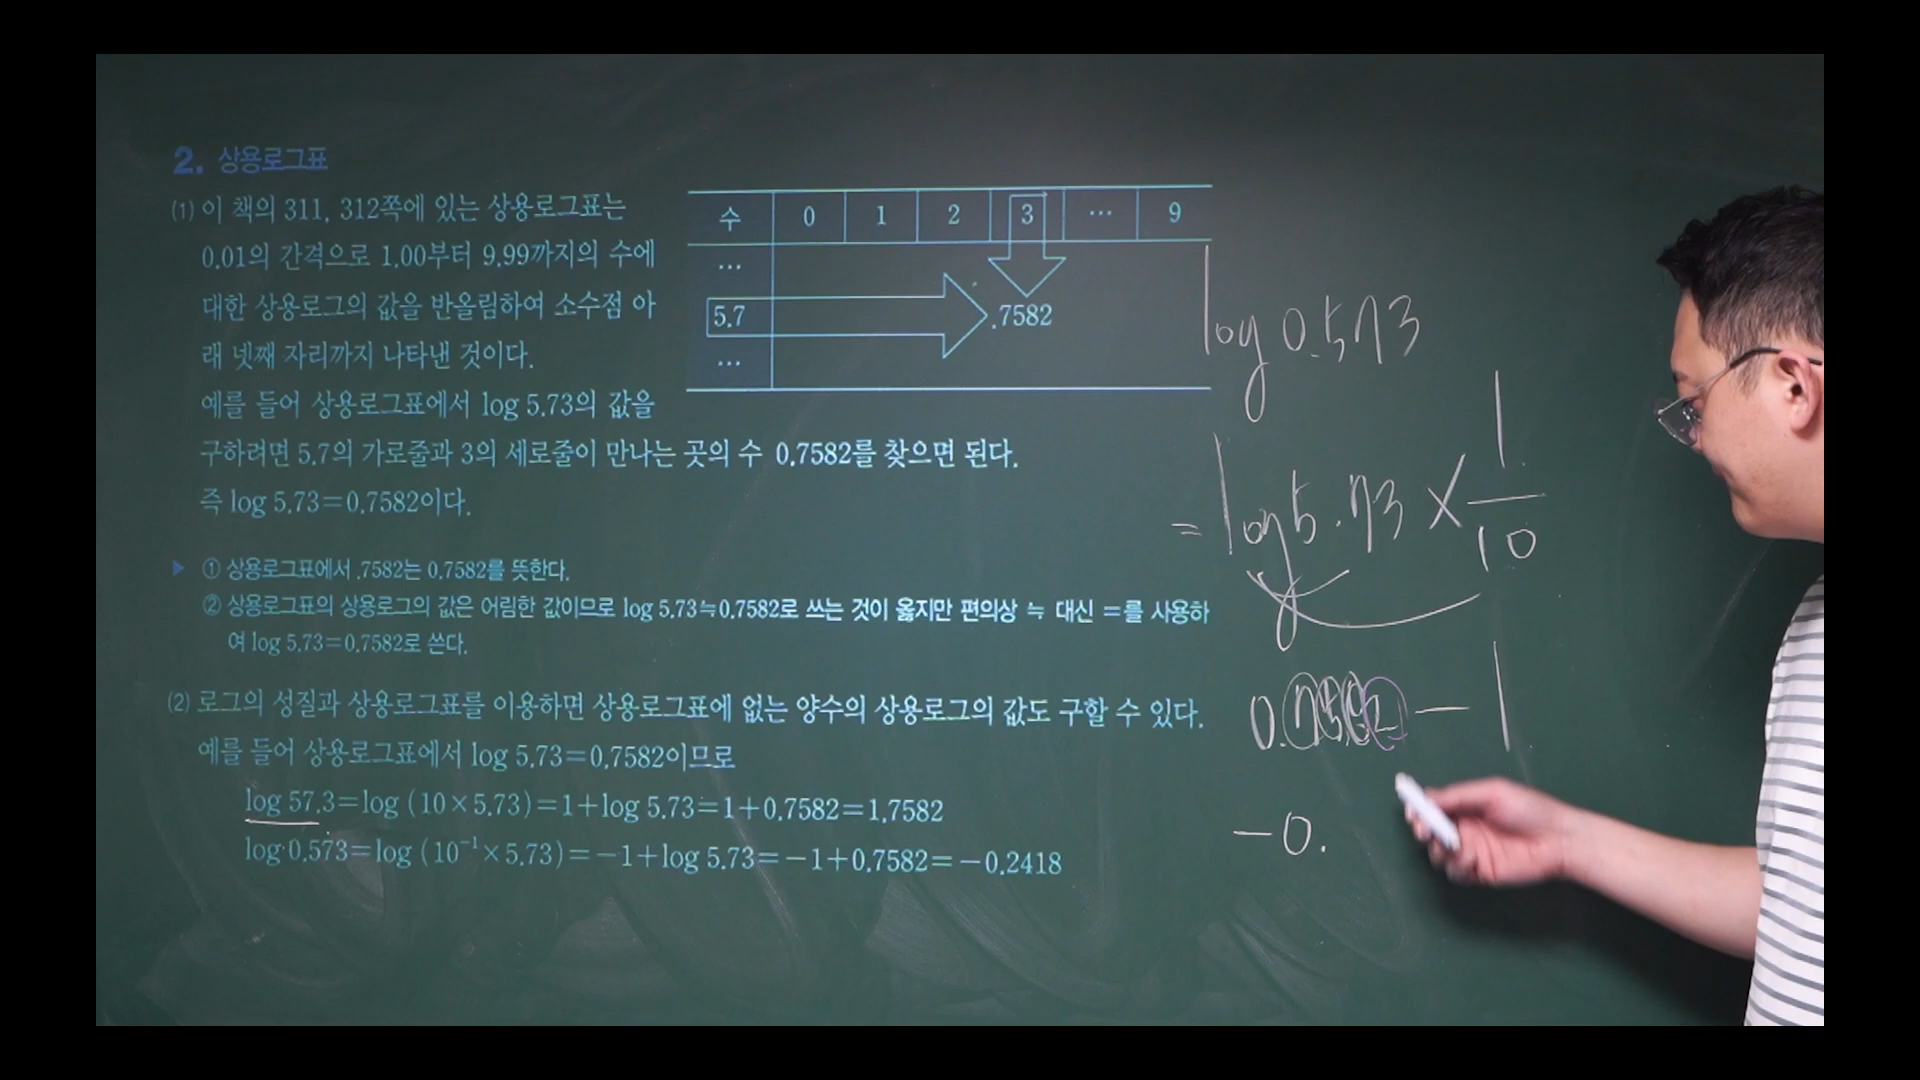 2. 상용로그표
(1) 이 책의 311, 312쪽에 있는 상용로그표는
0.01의 간격으로 1.00부터 9.99까지의 수에
대한 상용로그의 값을 반올림하여 소수점 아
래 넷째 자리까지 나타낸 것이다.
예를 들어 상용로그표에서 log 5.73의 값을
구하려면 5.7의 가로줄과 3의 세로줄이 만나는 곳의 수 0.7582를 찾으면 된다.
즉 log 5.73=0.7582이다.
수 0 1 2 3 ⋯ 9
⋯
5.7 .7582
⋯
▶ ① 상용로그표에서 .7582는 0.7582를 뜻한다.
② 상용로그표의 상용로그의 값은 어림한 값이므로 log 5.73≒0.7582로 쓰는 것이 옳지만 편의상 ≒ 대신 =를 사용하
여 log 5.73=0.7582로 쓴다.
(2) 로그의 성질과 상용로그표를 이용하면 상용로그표에 없는 양수의 상용로그의 값도 구할 수 있다.
예를 들어 상용로그표에서 log 5.73=0.7582이므로
log 57.3=log (10×5.73)=1+log 5.73=1+0.7582=1.7582
log 0.573=log (10⁻¹×5.73)=−1+log 5.73=−1+0.7582=−0.2418
log 0.573
= log 5.73 × 1/10
0.7582 − 1
−0.